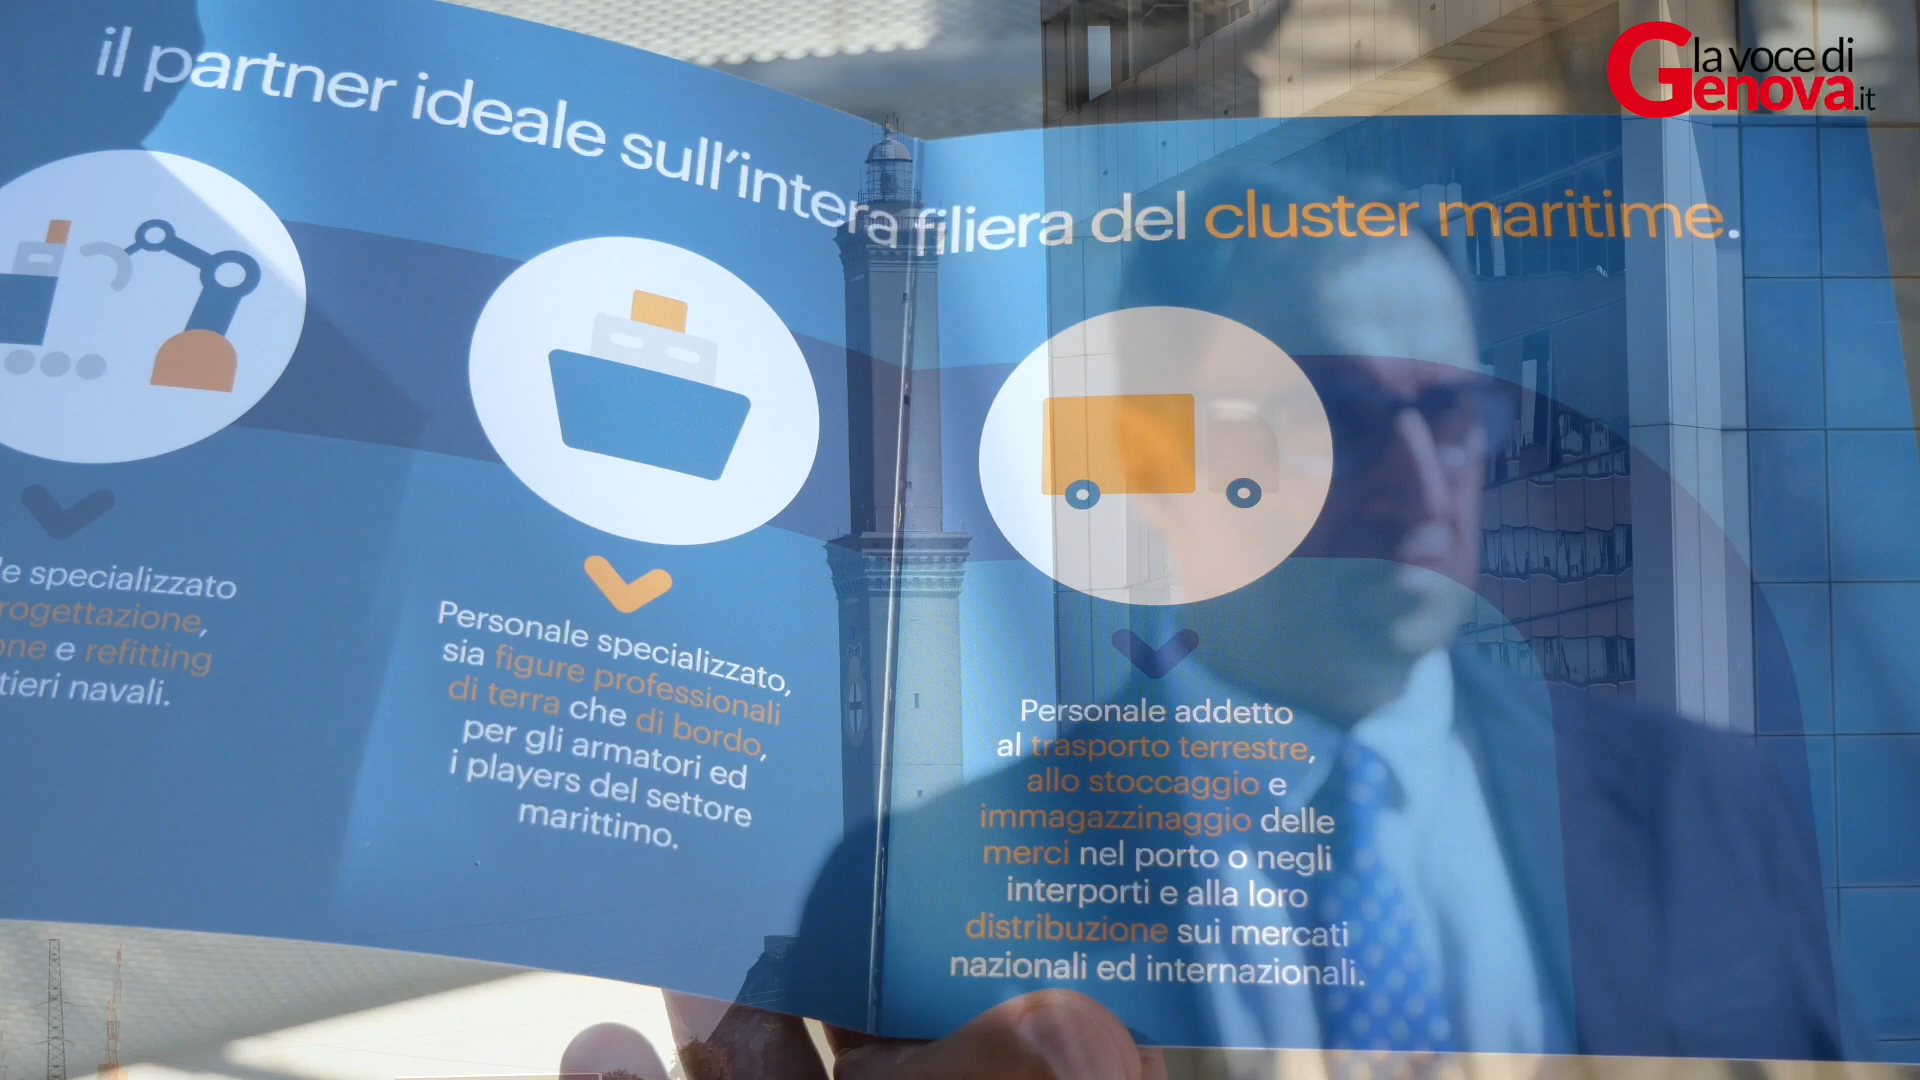 il partner ideale sull'intera filiera del cluster maritime.
la voce di
Genova.it
specializzato
e refitting
navali.
Personale specializzato,
sia figure professionali
di terra che di bordo,
per gli armatori ed
i players del settore
marittimo.
Personale addetto
al trasporto terrestre,
allo stoccaggio e
immagazzinaggio delle
merci nel porto o negli
interporti e alla loro
distribuzione sui mercati
nazionali ed internazionali.